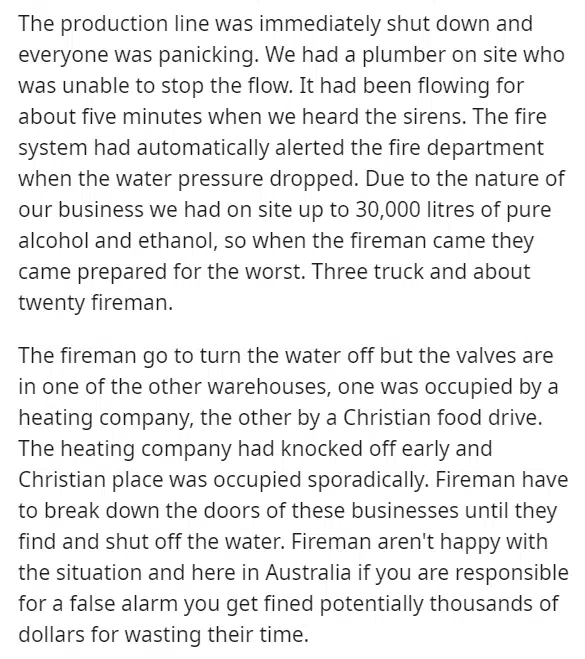 The production line was immediately shut down and
everyone was panicking. We had a plumber on site who
was unable to stop the flow. It had been flowing for
about five minutes when we heard the sirens. The fire
system had automatically alerted the fire department
when the water pressure dropped. Due to the nature of
our business we had on site up to 30,000 litres of pure
alcohol and ethanol, so when the fireman came they
came prepared for the worst. Three truck and about
twenty fireman.
The fireman go to turn the water off but the valves are
in one of the other warehouses, one was occupied by a
heating company, the other by a Christian food drive.
The heating company had knocked off early and
Christian place was occupied sporadically. Fireman have
to break down the doors of these businesses until they
find and shut off the water. Fireman aren't happy with
the situation and here in Australia if you are responsible
for a false alarm you get fined potentially thousands of
dollars for wasting their time.